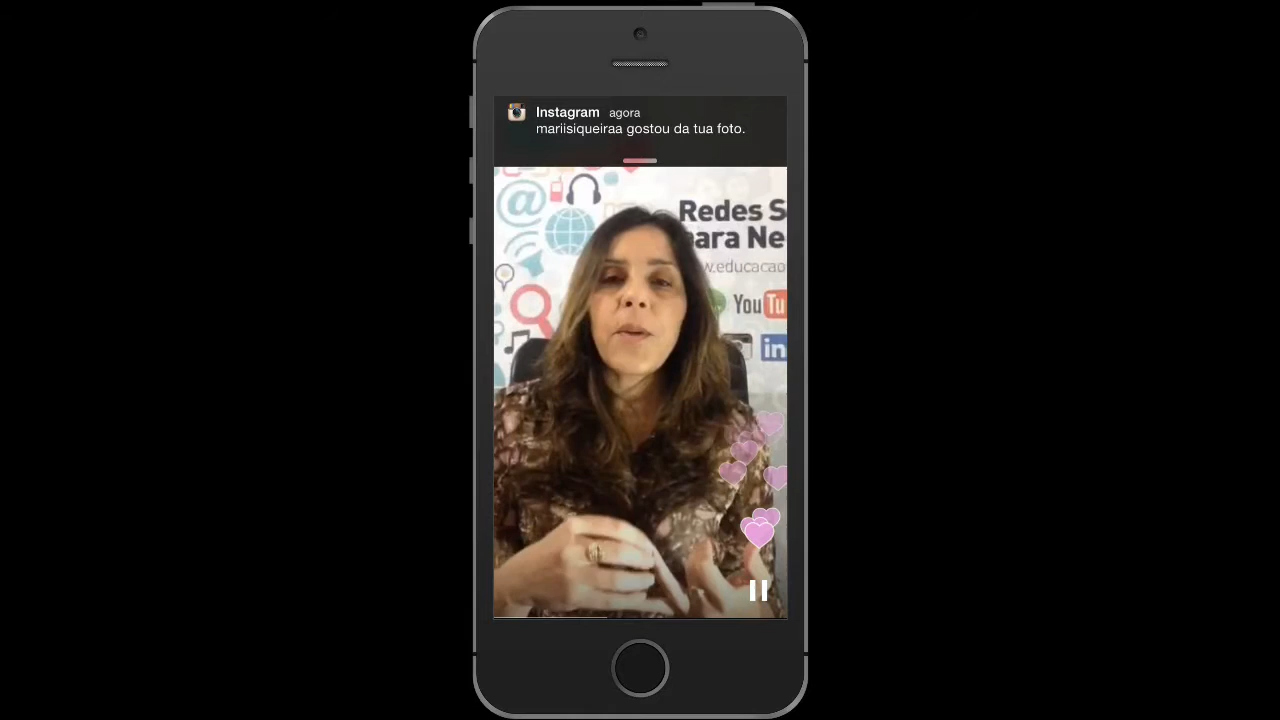 Instagram agora
mariisiqueiraa gostou da tua foto.
@
Redes S
para Ne
w.educacao
YouTu
in